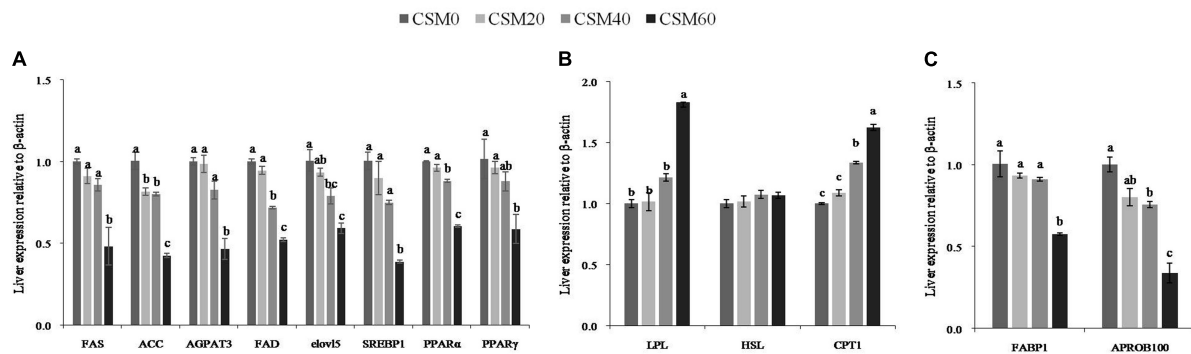 CSM0 CSM20 CSM40 CSM60
A
Liver expression relative to β-actin
1.5
1.0
0.5
0.0
a a a b
a b b c
a a a b
a a b c
a ab bc c
a a a b
a a b c
a a ab b
FAS ACC AGPAT3 FAD elovl5 SREBP1 PPARα PPARγ
B
Liver expression relative to β-actin
2.0
1.5
1.0
0.5
0.0
b b b a
c c b a
LPL HSL CPT1
C
Liver expression relative to β-actin
1.5
1.0
0.5
0.0
a a a b
a ab b c
FABP1 APROB100